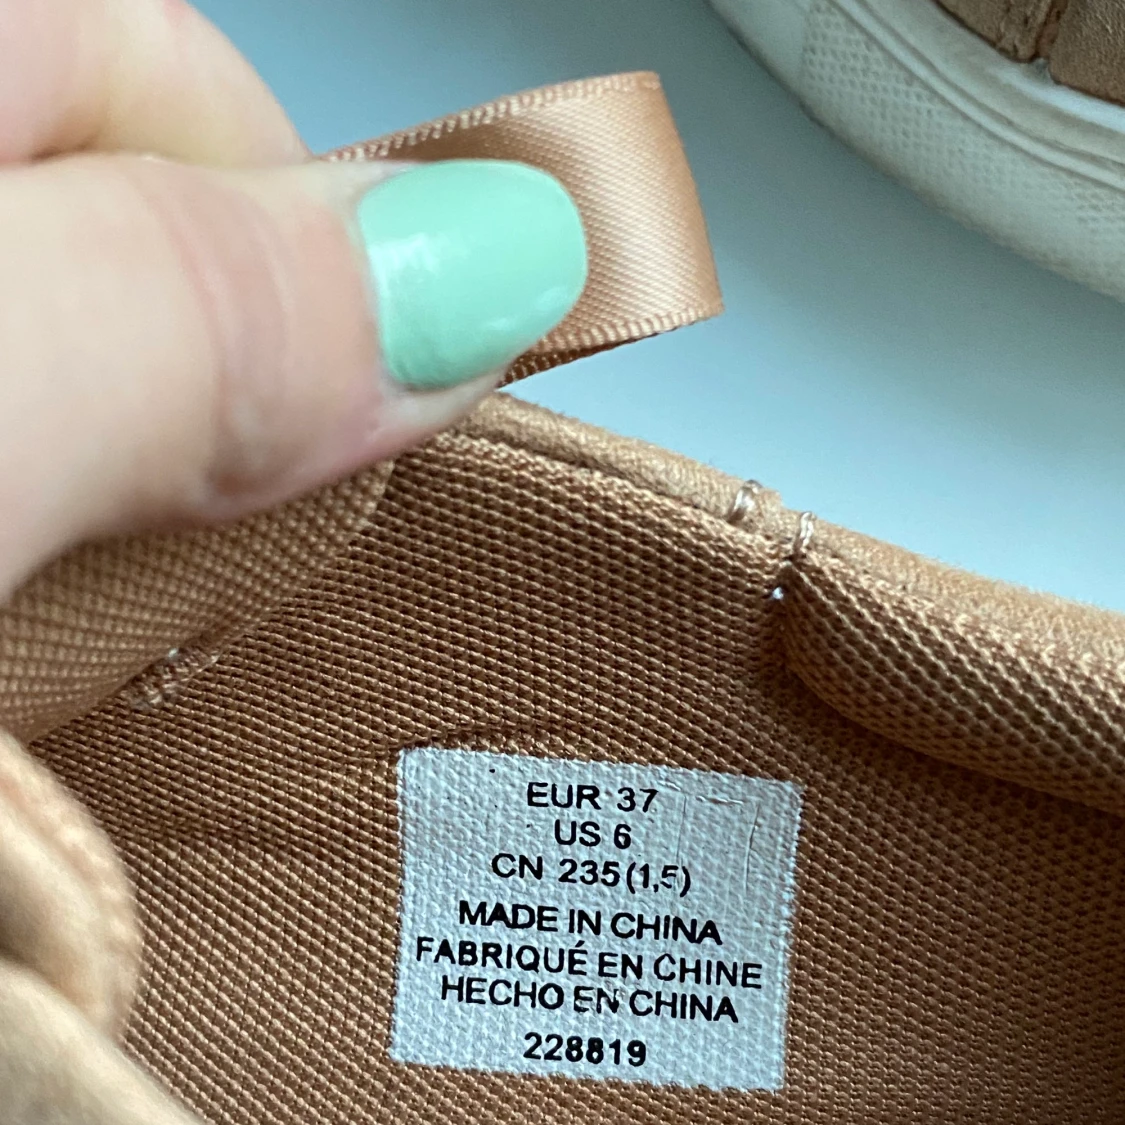 EUR 37
US 6
CN 235(1,5)
MADE IN CHINA
FABRIQUÉ EN CHINE
HECHO EN CHINA
228819